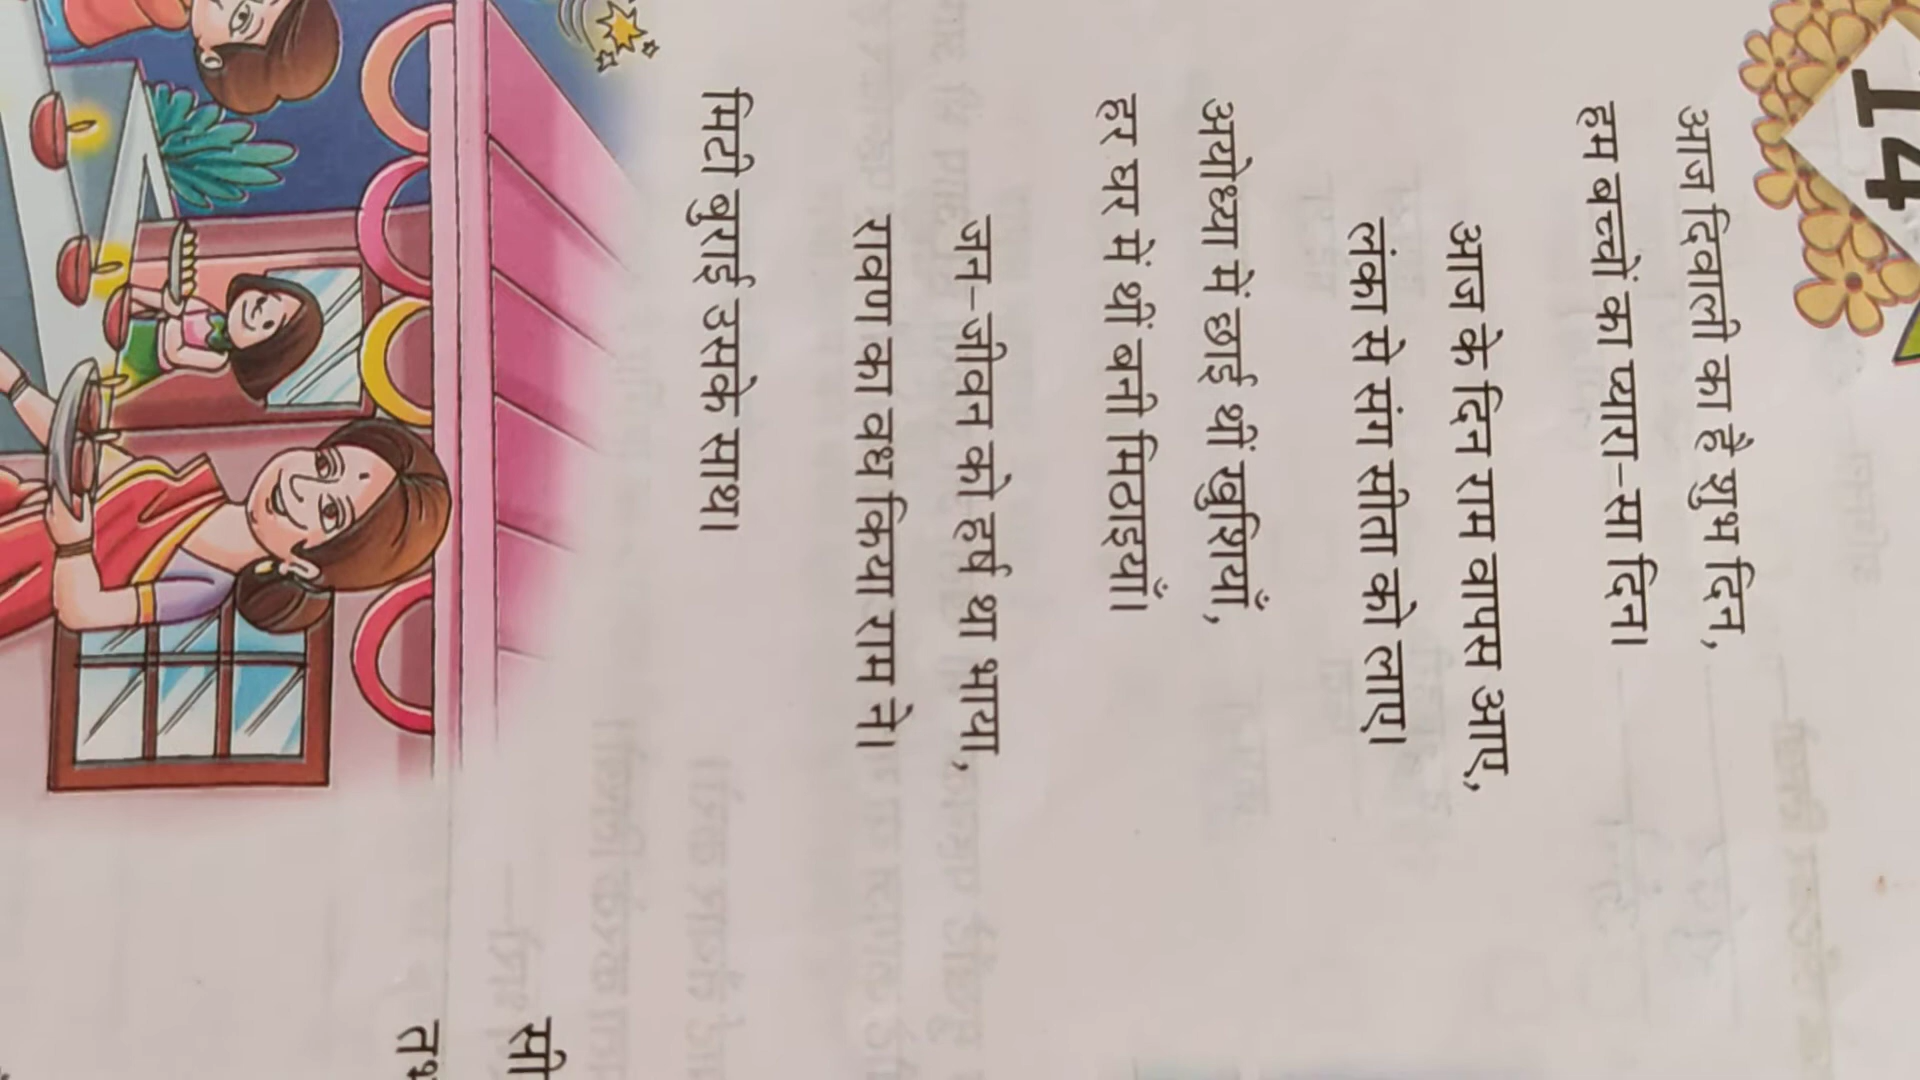 14
आज दिवाली का है शुभ दिन,
हम बच्चों का प्यारा-सा दिन।
आज के दिन राम वापस आए,
लंका से संग सीता को लाए।
अयोध्या में छाई थीं खुशियाँ,
हर घर में थीं बनी मिठाइयाँ।
जन-जीवन को हर्ष था भाया,
रावण का वध किया राम ने।
मिटी बुराई उसके साथ।